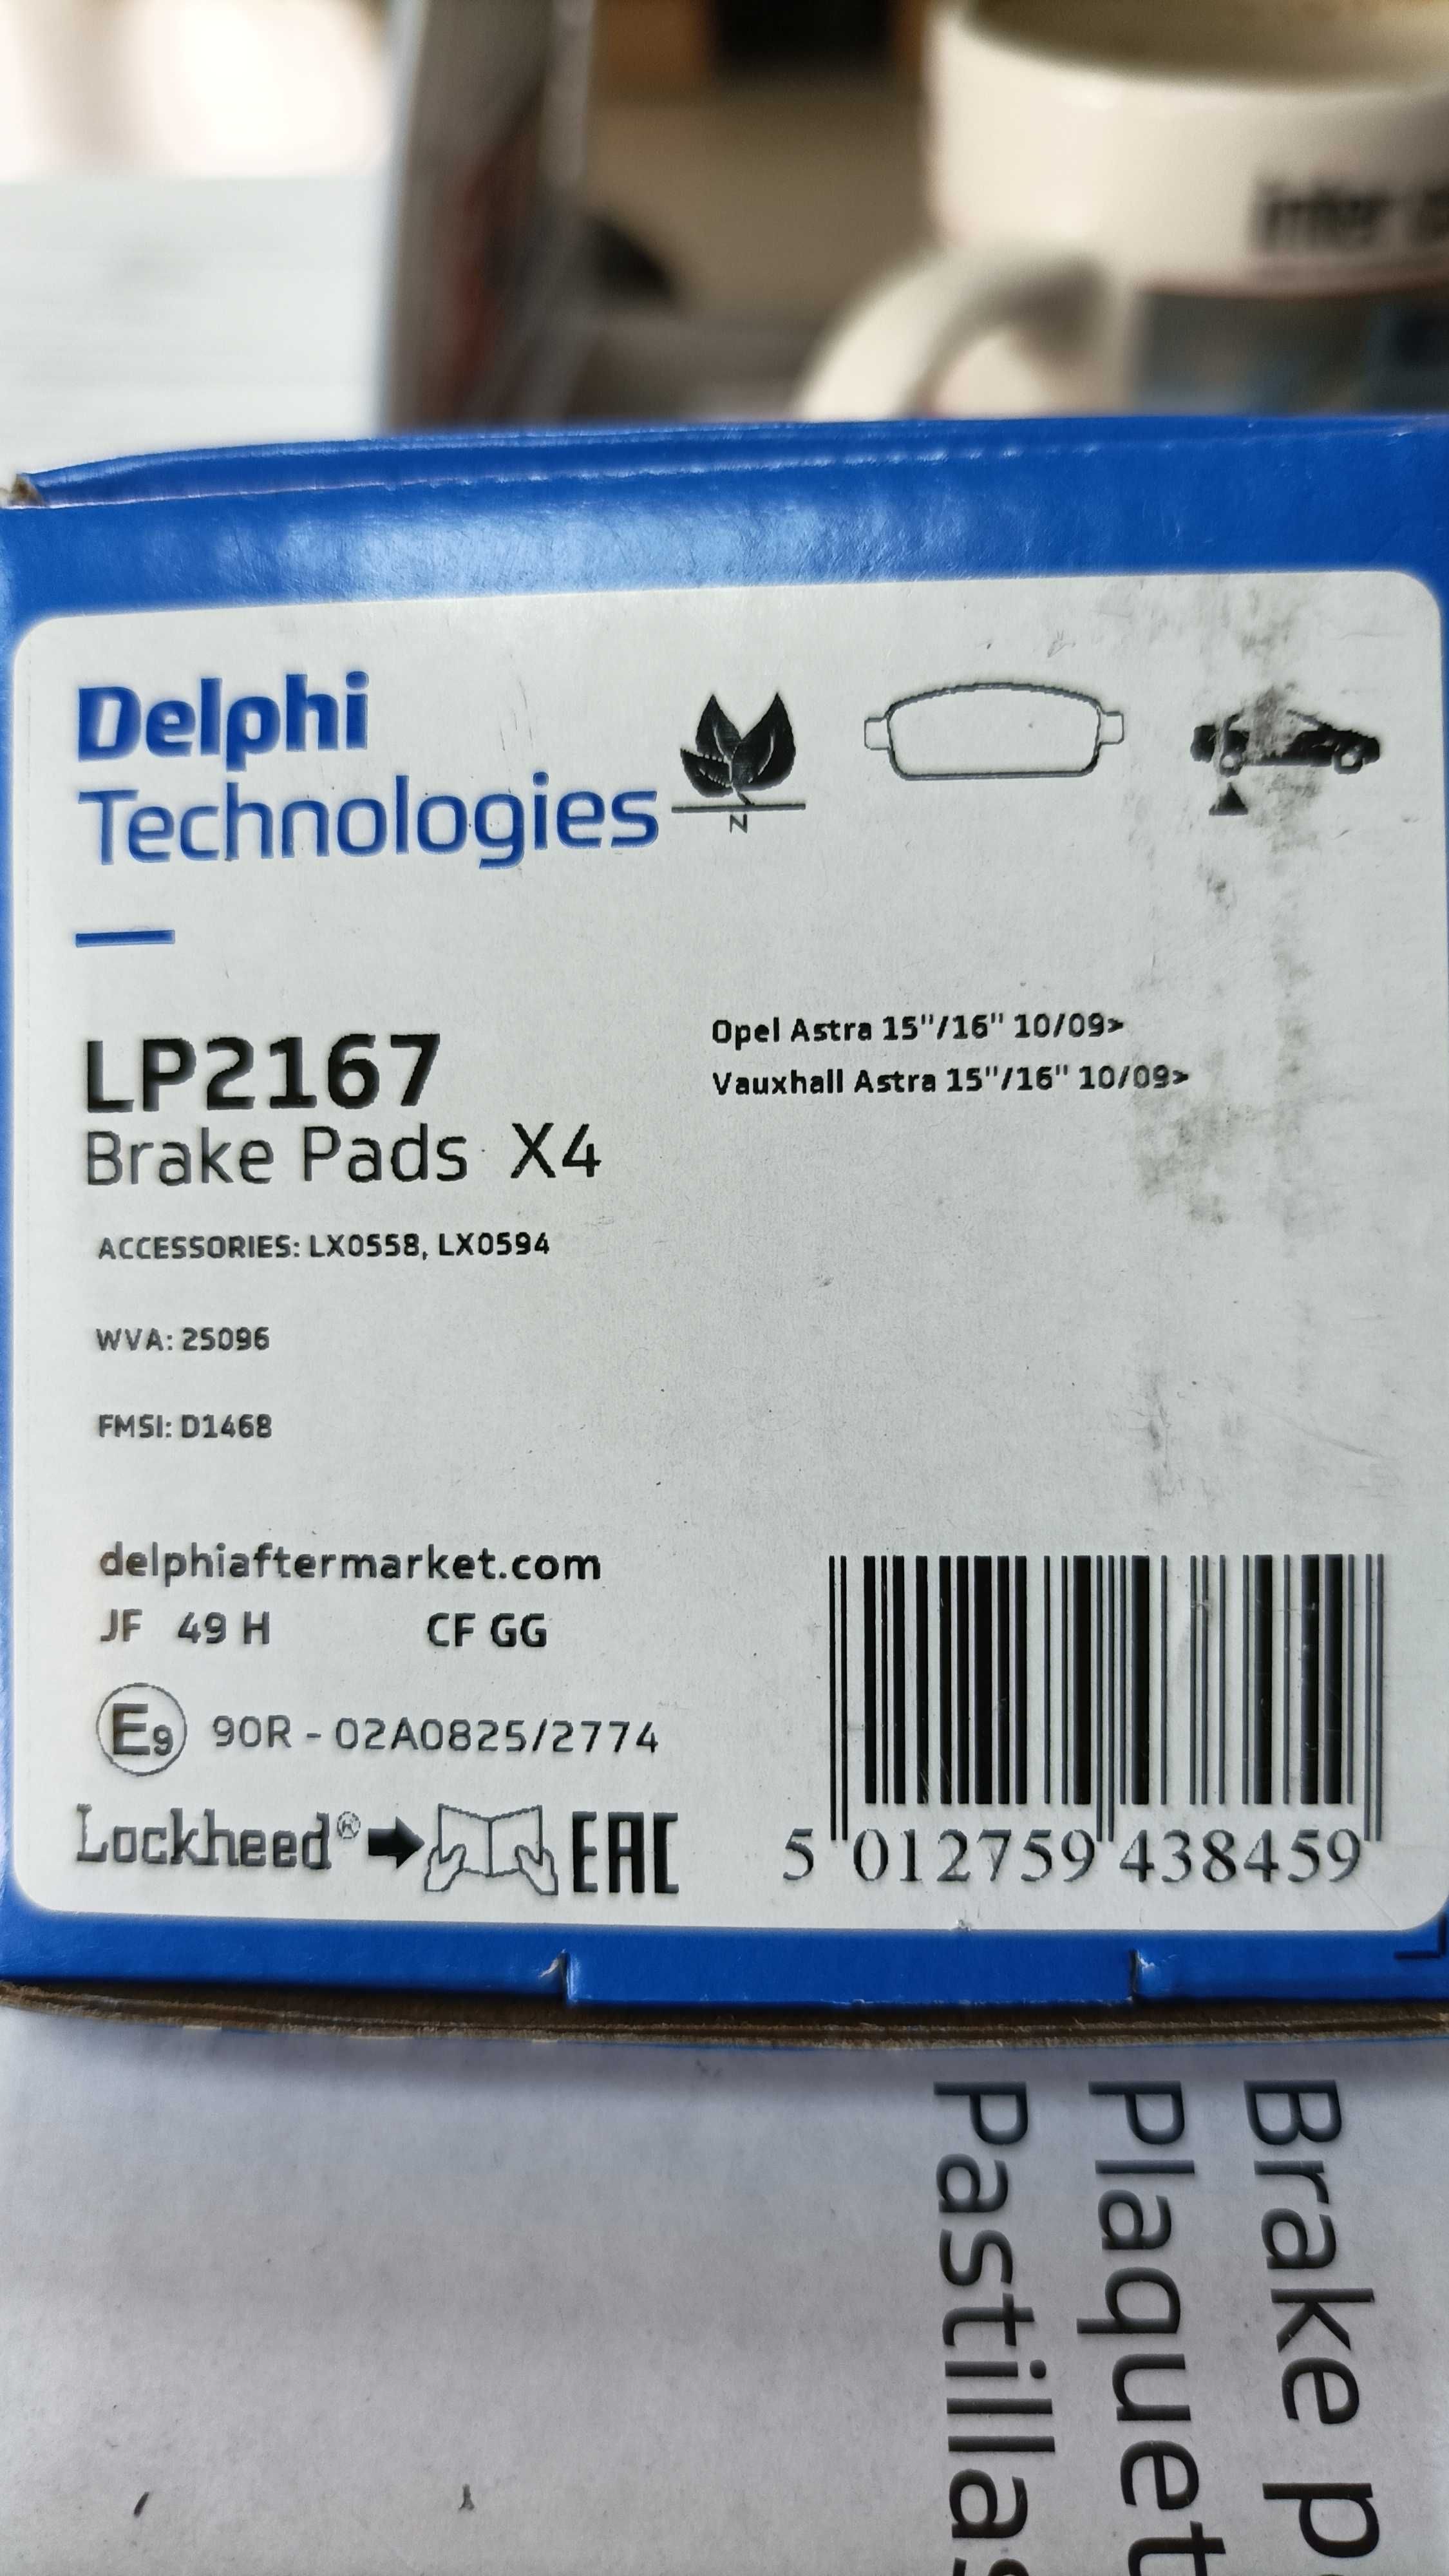 inter
Delphi
Technologies
N
LP2167
Brake Pads X4
Opel Astra 15"/16" 10/09>
Vauxhall Astra 15"/16" 10/09>
ACCESSORIES: LX0558, LX0594
WVA: 25096
FMSI: D1468
delphiaftermarket.com
JF 49 H CF GG
E9 90R - 02A0825/2774
Lockheed® EAC
5 012759 438459
Brake p
Plaquet
Pastillas